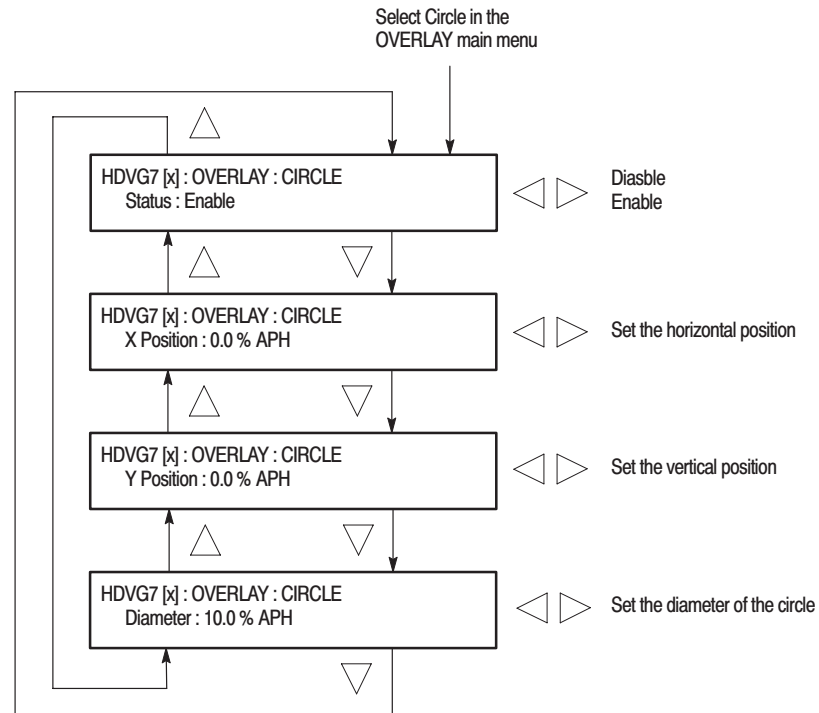 Select Circle in the
OVERLAY main menu
HDVG7 [x] : OVERLAY : CIRCLE
Status : Enable
Diasble
Enable
HDVG7 [x] : OVERLAY : CIRCLE
X Position : 0.0 % APH
Set the horizontal position
HDVG7 [x] : OVERLAY : CIRCLE
Y Position : 0.0 % APH
Set the vertical position
HDVG7 [x] : OVERLAY : CIRCLE
Diameter : 10.0 % APH
Set the diameter of the circle